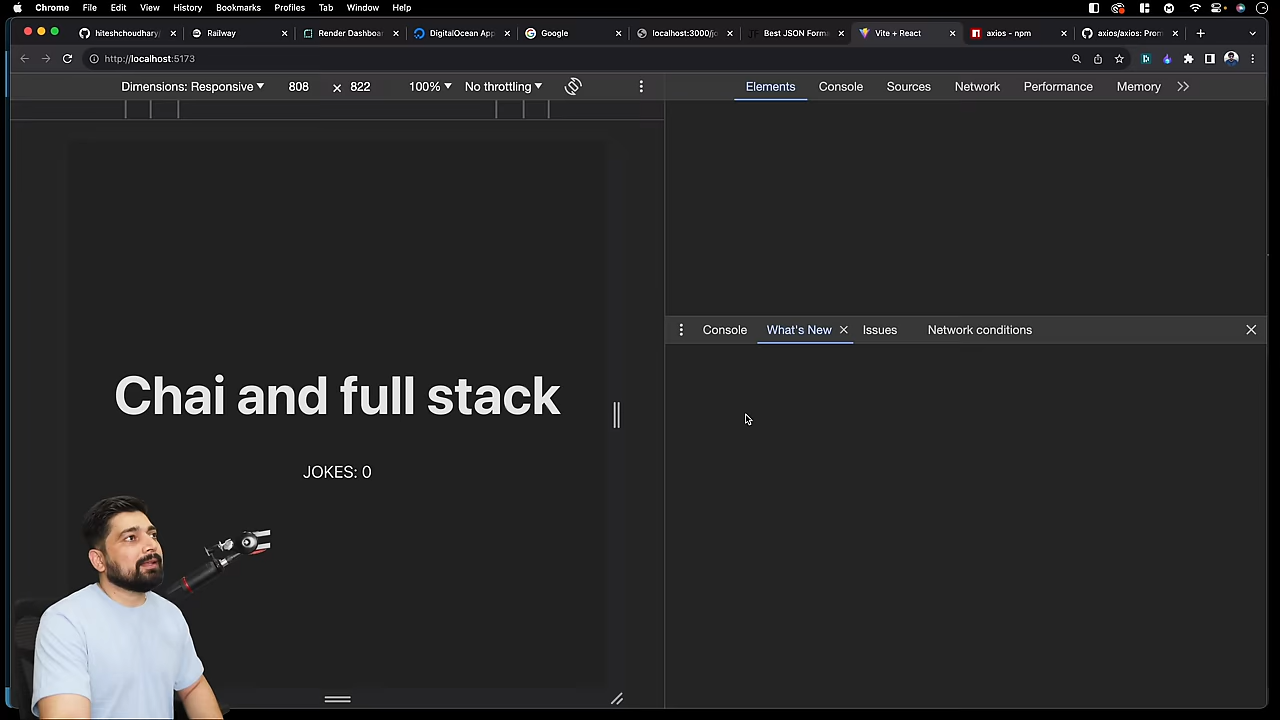 Chrome File Edit View History Bookmarks Profiles Tab Window Help
hiteshchoudhary/ Railway Render Dashboa DigitalOcean App Google localhost:3000/jo Best JSON Forma Vite + React axios - npm axios/axios: Prom
http://localhost:5173
Dimensions: Responsive 808 × 822 100% No throttling
Elements Console Sources Network Performance Memory
Console What's New Issues Network conditions
Chai and full stack
JOKES: 0